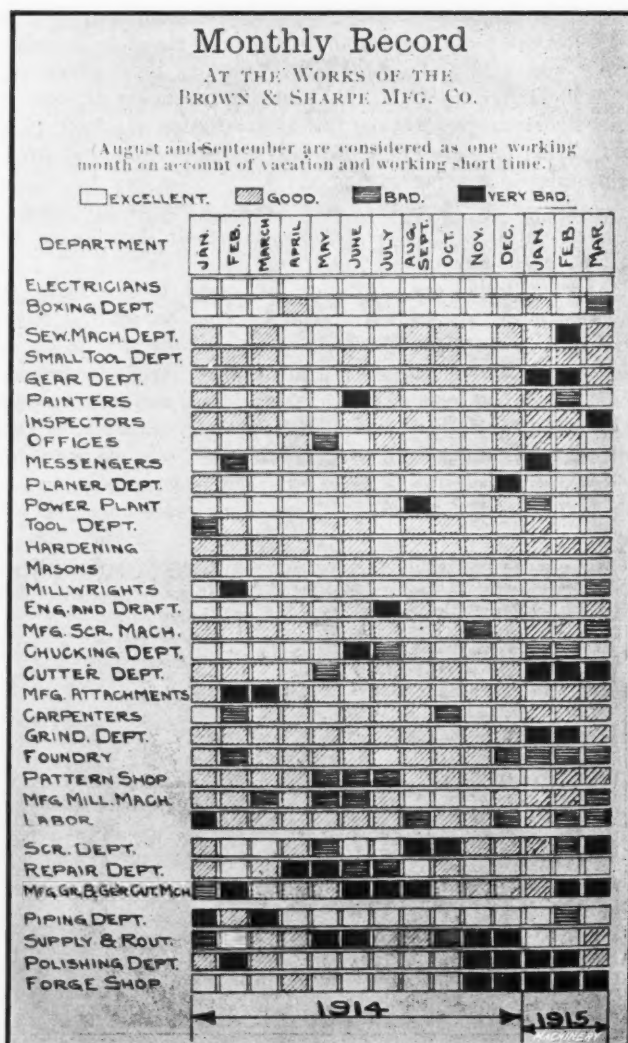 Monthly Record
AT THE WORKS OF THE
BROWN & SHARPE MFG. CO.
(August and September are considered as one working
month on account of vacation and working short time.)
EXCELLENT. GOOD. BAD. VERY BAD.
DEPARTMENT JAN. FEB. MARCH APRIL MAY JUNE JULY AUG. SEPT. OCT. NOV. DEC. JAN. FEB. MAR.
ELECTRICIANS
BOXING DEPT.
SEW. MACH. DEPT.
SMALL TOOL DEPT.
GEAR DEPT.
PAINTERS
INSPECTORS
OFFICES
MESSENGERS
PLANER DEPT.
POWER PLANT
TOOL DEPT.
HARDENING
MASONS
MILLWRIGHTS
ENG. AND DRAFT.
MFG. SCR. MACH.
CHUCKING DEPT.
CUTTER DEPT.
MFG. ATTACHMENTS
CARPENTERS
GRIND. DEPT.
FOUNDRY
PATTERN SHOP
MFG. MILL. MACH.
LABOR.
SCR. DEPT.
REPAIR DEPT.
MFG. GR. & GEAR CUT. MCH.
PIPING DEPT.
SUPPLY & ROUT.
POLISHING DEPT.
FORGE SHOP
1914 1915
MACHINERY